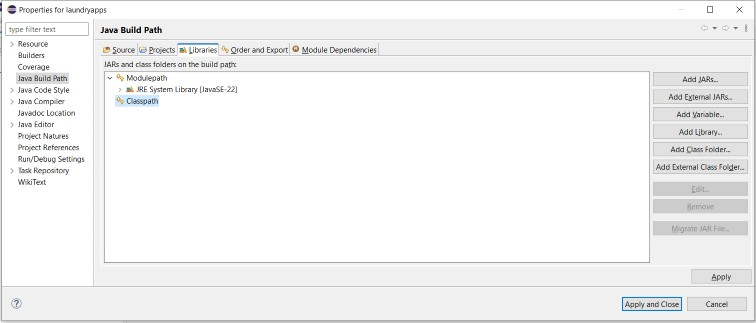 Properties for laundryapps
type filter text
Resource
Builders
Coverage
Java Build Path
Java Code Style
Java Compiler
Javadoc Location
Java Editor
Project Natures
Project References
Run/Debug Settings
Task Repository
WikiText
Java Build Path
Source Projects Libraries Order and Export Module Dependencies
JARs and class folders on the build path:
Modulepath
JRE System Library [JavaSE-22]
Classpath
Add JARs...
Add External JARs...
Add Variable...
Add Library...
Add Class Folder...
Add External Class Folder...
Edit...
Remove
Migrate JAR File...
Apply
? Apply and Close Cancel